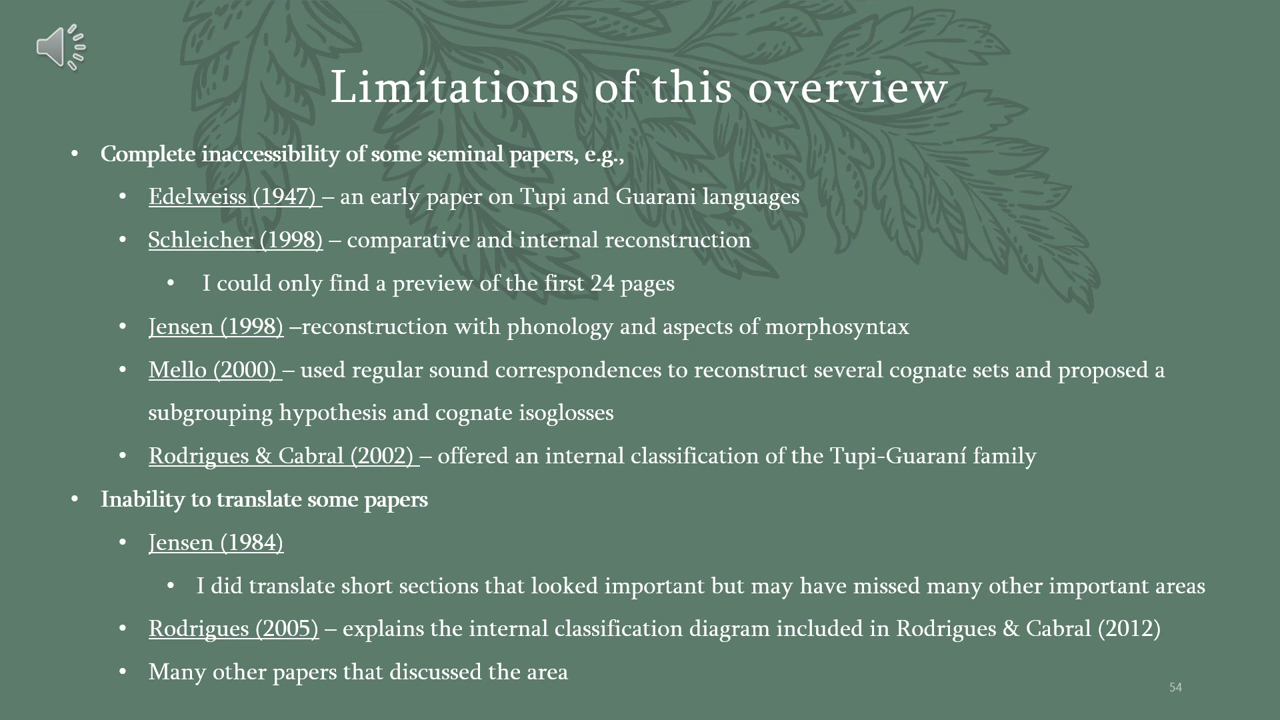 Limitations of this overview
• Complete inaccessibility of some seminal papers, e.g.,
• Edelweiss (1947) – an early paper on Tupi and Guarani languages
• Schleicher (1998) – comparative and internal reconstruction
• I could only find a preview of the first 24 pages
• Jensen (1998) –reconstruction with phonology and aspects of morphosyntax
• Mello (2000) – used regular sound correspondences to reconstruct several cognate sets and proposed a
subgrouping hypothesis and cognate isoglosses
• Rodrigues & Cabral (2002) – offered an internal classification of the Tupi-Guaraní family
• Inability to translate some papers
• Jensen (1984)
• I did translate short sections that looked important but may have missed many other important areas
• Rodrigues (2005) – explains the internal classification diagram included in Rodrigues & Cabral (2012)
• Many other papers that discussed the area
54